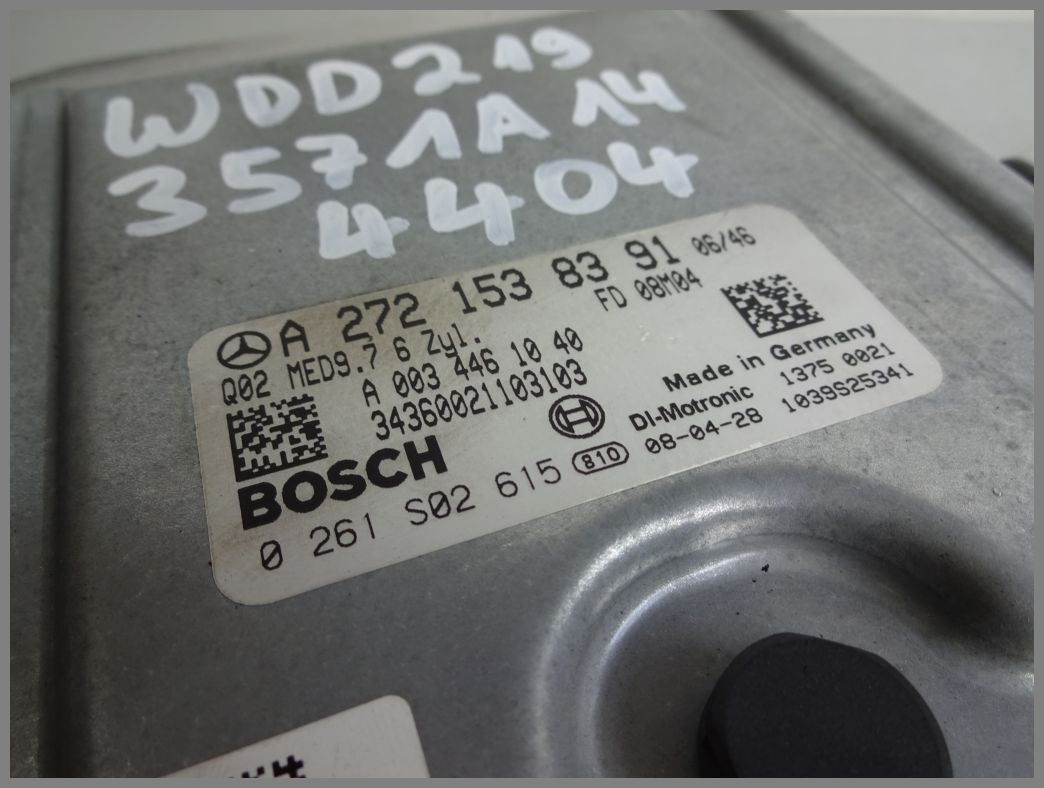 WDD219
3571A14
4404
A 272 153 83 91 06/46
Q02 MED9.7 6 Zyl. FD 08M04
A 003 446 10 40
34360021103103
Made in Germany
BOSCH DI-Motronic 1375 0021
0 261 S02 615 810 08-04-28 1039S25341